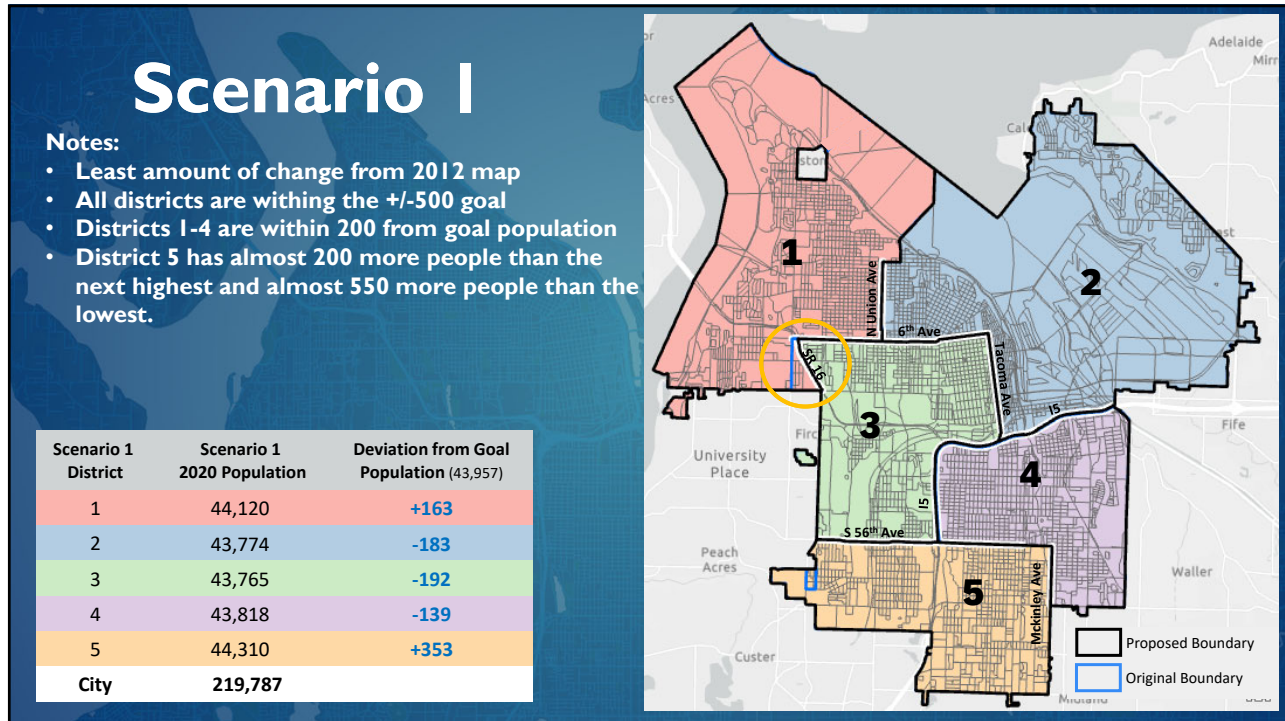 Scenario 1
Notes:
• Least amount of change from 2012 map
• All districts are withing the +/-500 goal
• Districts 1-4 are within 200 from goal population
• District 5 has almost 200 more people than the
next highest and almost 550 more people than the
lowest.
Scenario 1 District	Scenario 1 2020 Population	Deviation from Goal Population (43,957)
1	44,120	+163
2	43,774	-183
3	43,765	-192
4	43,818	-139
5	44,310	+353
City	219,787
Adelaide
Acres
1
2
N Union Ave
6th Ave
SR 16
Tacoma Ave
I5
3
Fife
University
Place
4
I5
S 56th Ave
Peach
Acres
5
Mckinley Ave
Waller
Custer
Proposed Boundary
Original Boundary
Midland